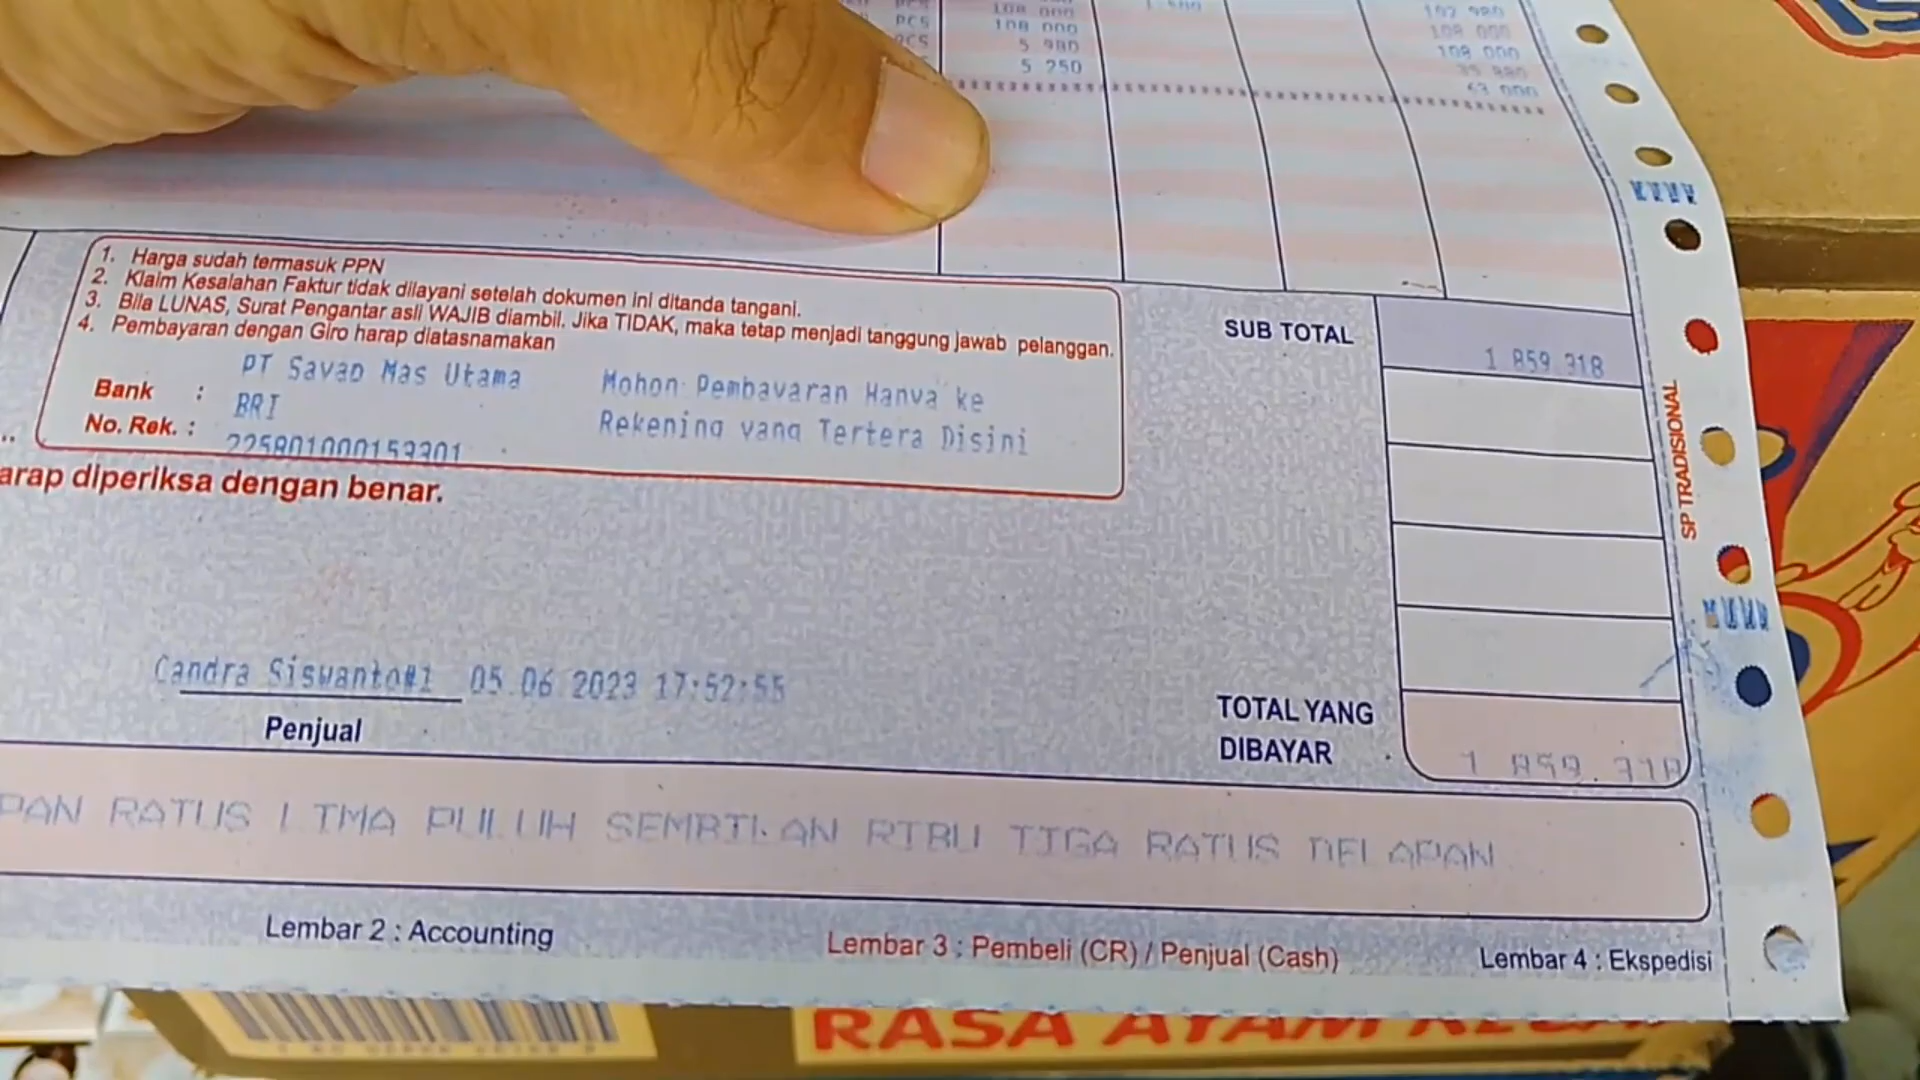 PCS 108 000 108 000
PCS 5 980 108 000
5 250
63 000
1. Harga sudah termasuk PPN
2. Klaim Kesalahan Faktur tidak dilayani setelah dokumen ini ditanda tangani.
3. Bila LUNAS, Surat Pengantar asli WAJIB diambil. Jika TIDAK, maka tetap menjadi tanggung jawab pelanggan.
4. Pembayaran dengan Giro harap diatasnamakan
PT Sayap Mas Utama
Bank : BRI
No. Rek. : 225801000153301
Mohon Pembayaran Hanya ke
Rekening yang Tertera Disini
arap diperiksa dengan benar.
SUB TOTAL 1 859 318
SP TRADISIONAL
Candra Siswanto#1 05 06 2023 17:52:55
Penjual
TOTAL YANG
DIBAYAR 1 859.318
PAN RATUS LIMA PULUH SEMBILAN RIBU TIGA RATUS DELAPAN
Lembar 2 : Accounting
Lembar 3 : Pembeli (CR) / Penjual (Cash)
Lembar 4 : Ekspedisi
RASA AYAM